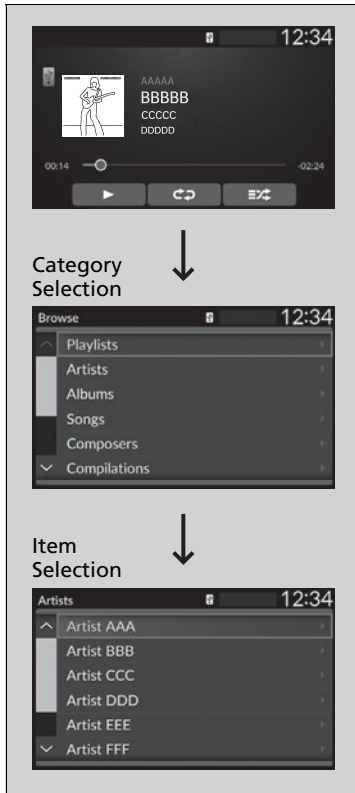 12:34
AAAAA
BBBBB
CCCCC
DDDDD
00:14
-02:24
Category
Selection
Browse
12:34
Playlists
Artists
Albums
Songs
Composers
Compilations
Item
Selection
Artists
12:34
Artist AAA
Artist BBB
Artist CCC
Artist DDD
Artist EEE
Artist FFF